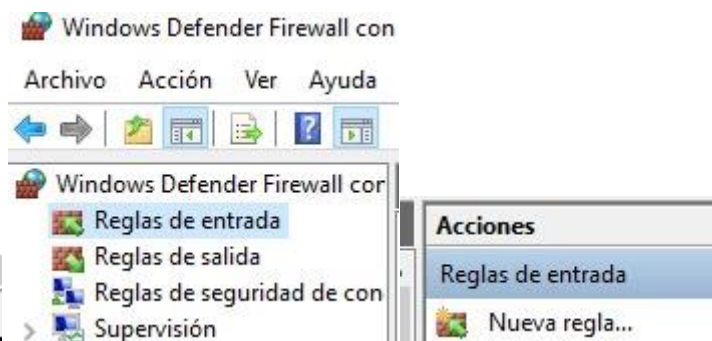 Windows Defender Firewall con
Archivo Acción Ver Ayuda
Windows Defender Firewall cor
Reglas de entrada
Reglas de salida
Reglas de seguridad de con
Supervisión
Acciones
Reglas de entrada
Nueva regla...